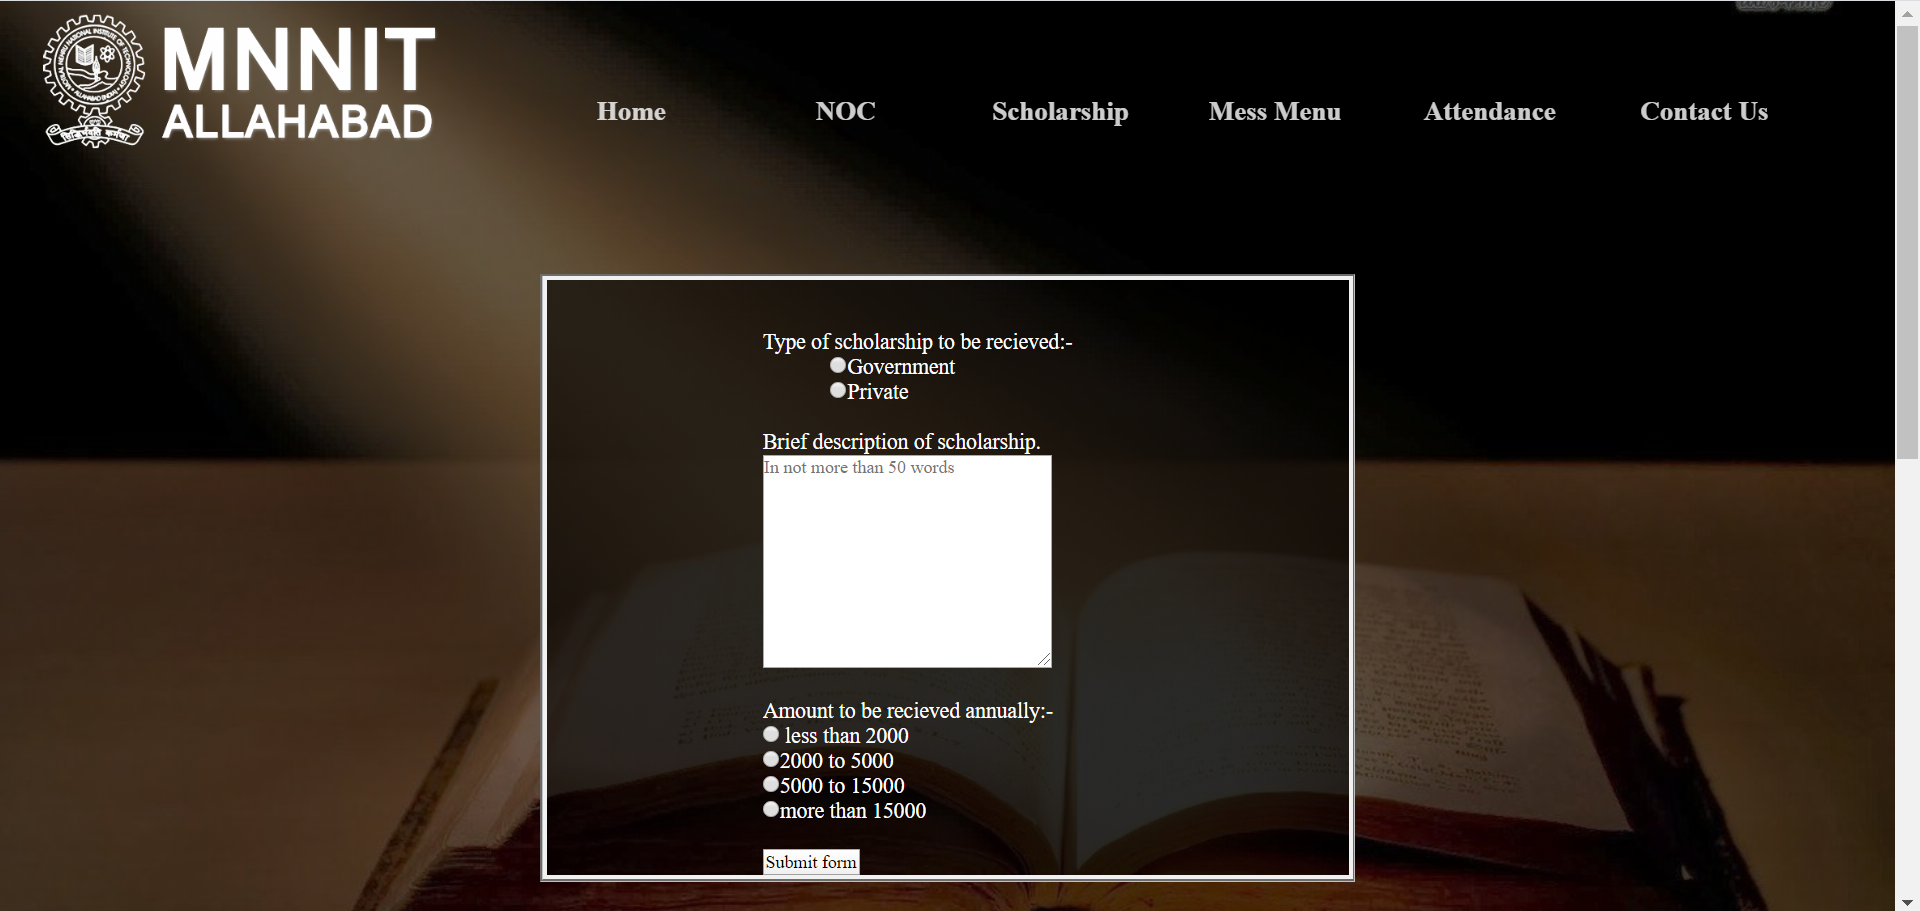 MNNIT
ALLAHABAD
Home NOC Scholarship Mess Menu Attendance Contact Us
Type of scholarship to be recieved:-
Government
Private
Brief description of scholarship.
In not more than 50 words
Amount to be recieved annually:-
less than 2000
2000 to 5000
5000 to 15000
more than 15000
Submit form